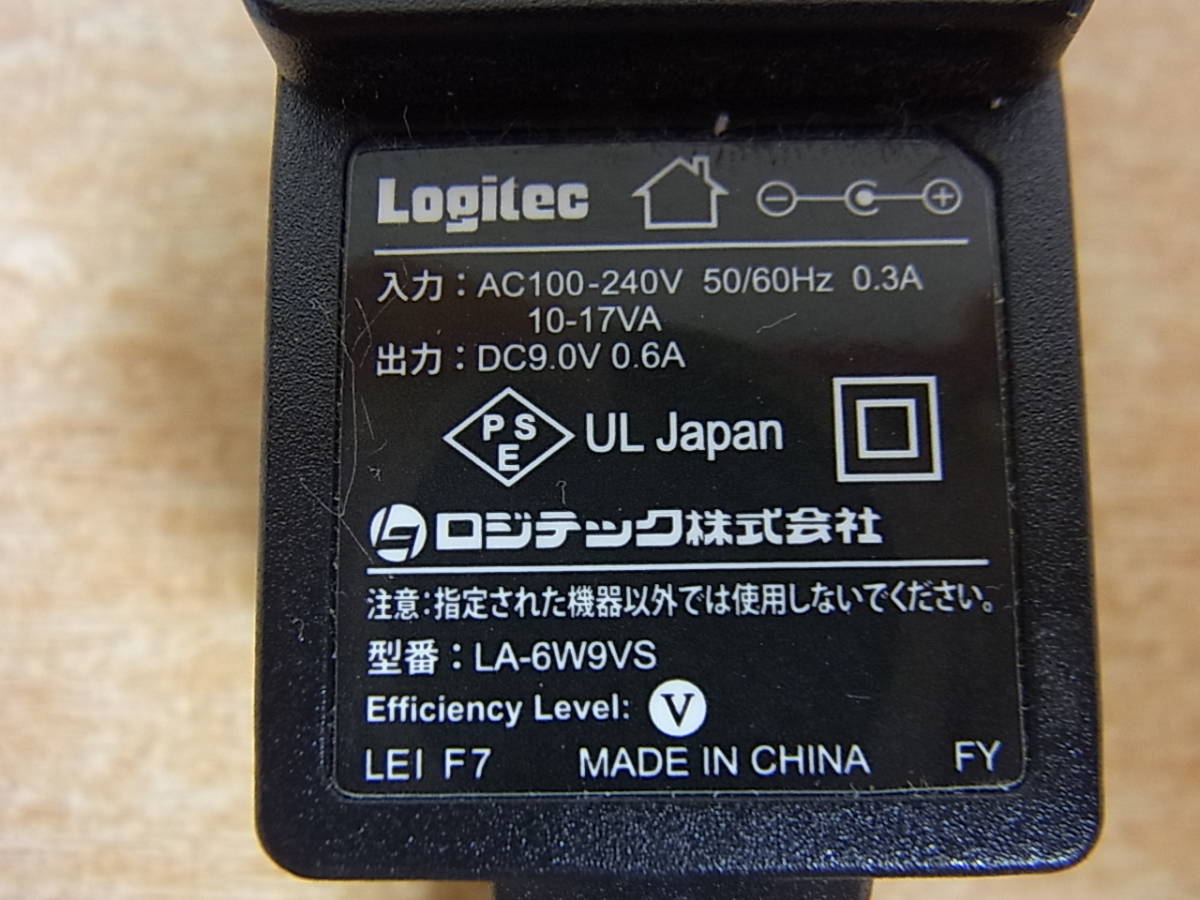 Logitec
入力：AC100-240V 50/60Hz 0.3A
10-17VA
出力：DC9.0V 0.6A
PSE UL Japan
ロジテック株式会社
注意：指定された機器以外では使用しないでください。
型番：LA-6W9VS
Efficiency Level: V
LEI F7 MADE IN CHINA FY